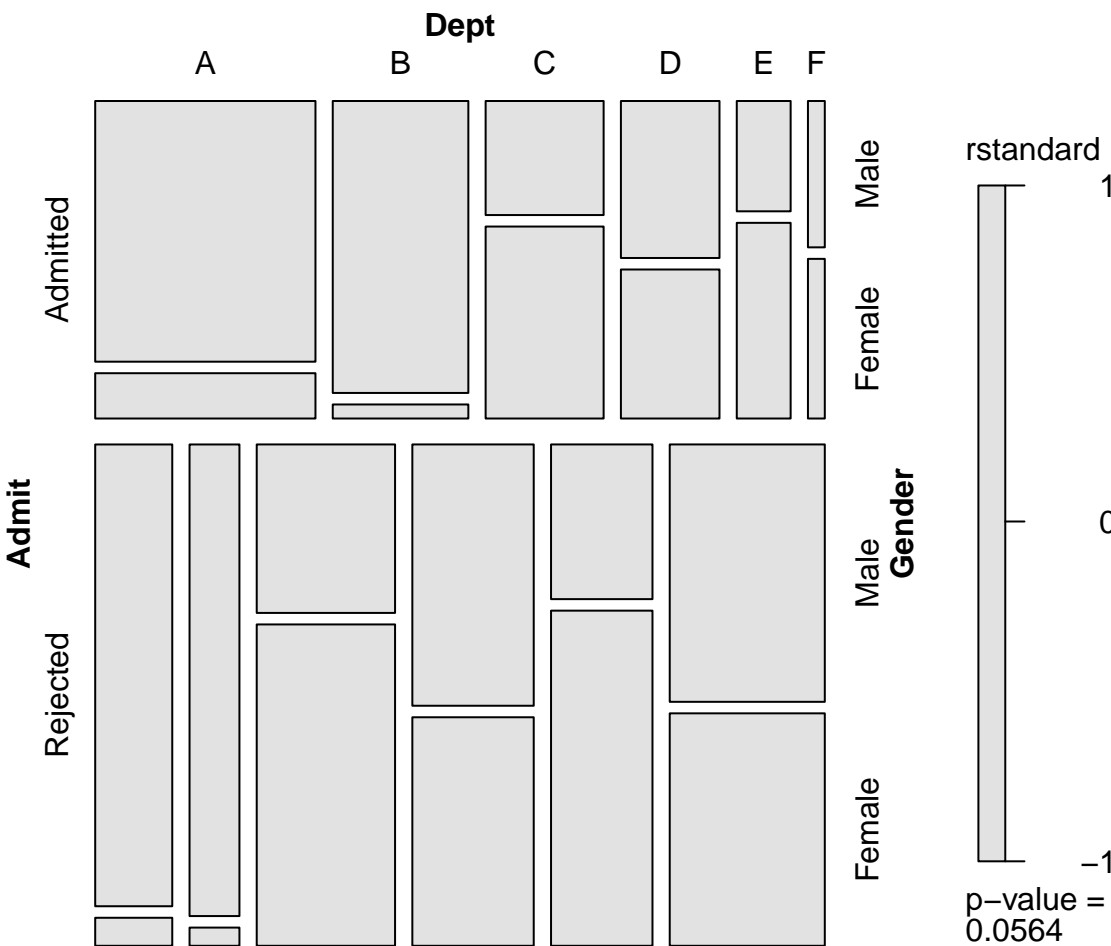 Dept
A B C D E F
Admit
Admitted
Rejected
Male
Female
Male
Female
Gender
rstandard
1
0
−1
p−value =
0.0564